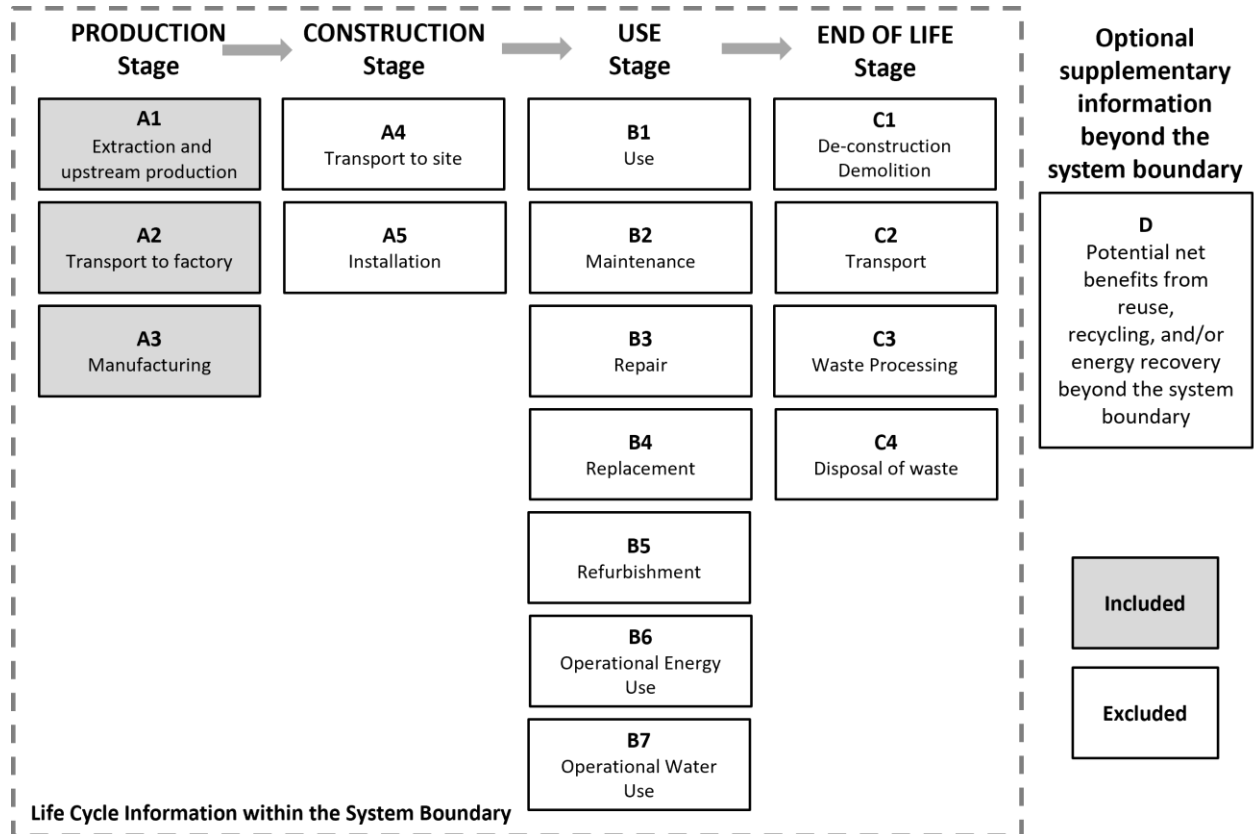 PRODUCTION
Stage
CONSTRUCTION
Stage
USE
Stage
END OF LIFE
Stage
A1
Extraction and
upstream production
A2
Transport to factory
A3
Manufacturing
A4
Transport to site
A5
Installation
B1
Use
B2
Maintenance
B3
Repair
B4
Replacement
B5
Refurbishment
B6
Operational Energy
Use
B7
Operational Water
Use
C1
De-construction
Demolition
C2
Transport
C3
Waste Processing
C4
Disposal of waste
Life Cycle Information within the System Boundary
Optional
supplementary
information
beyond the
system boundary
D
Potential net
benefits from
reuse,
recycling, and/or
energy recovery
beyond the system
boundary
Included
Excluded